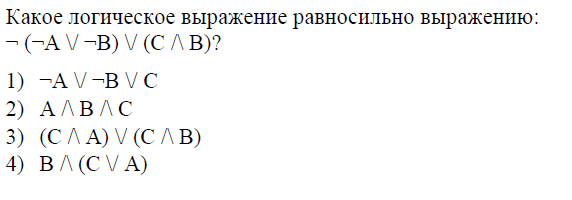 Какое логическое выражение равносильно выражению:
¬ (¬A \/ ¬B) \/ (C /\ B)?
1) ¬A \/ ¬B \/ C
2) A /\ B /\ C
3) (C /\ A) \/ (C /\ B)
4) B /\ (C \/ A)